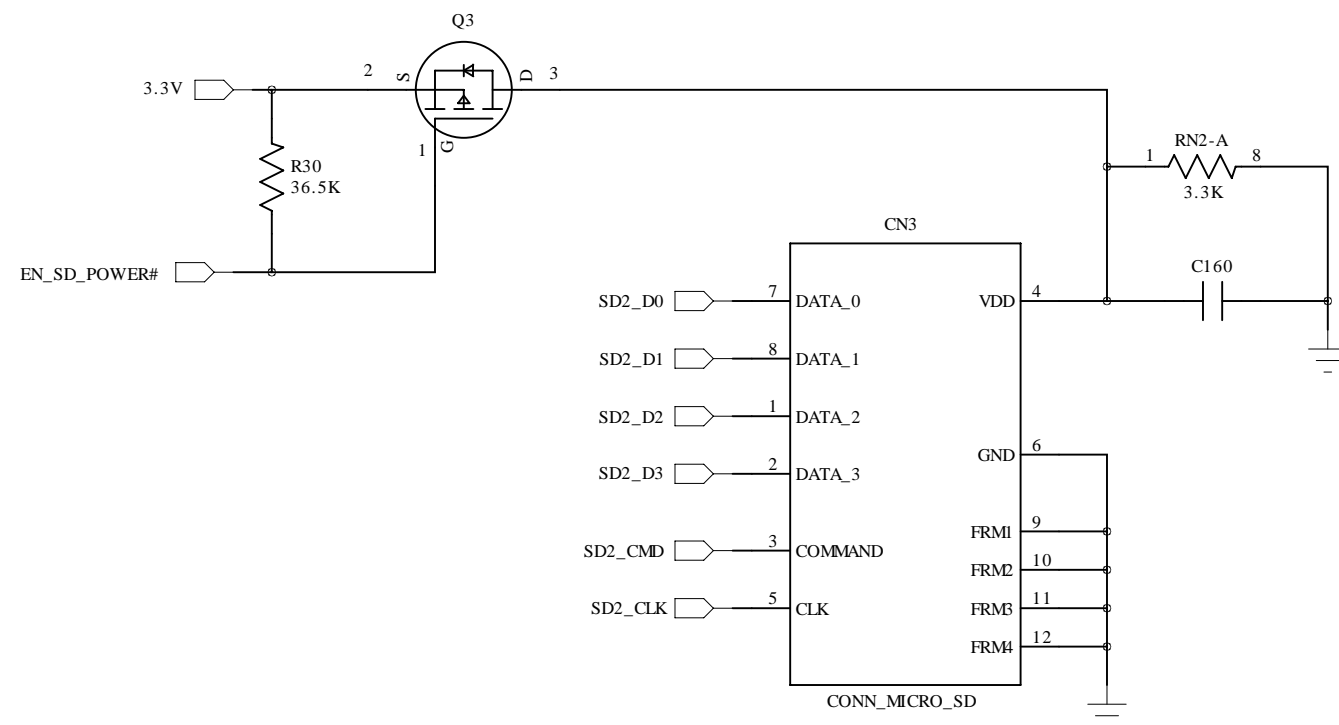 Q3
2
S
D
3
3.3V
1
G
R30
36.5K
RN2-A
1
8
3.3K
EN_SD_POWER#
CN3
C160
SD2_D0
7
DATA_0
VDD
4
SD2_D1
8
DATA_1
SD2_D2
1
DATA_2
SD2_D3
2
DATA_3
GND
6
FRM1
9
SD2_CMD
3
COMMAND
FRM2
10
SD2_CLK
5
CLK
FRM3
11
FRM4
12
CONN_MICRO_SD